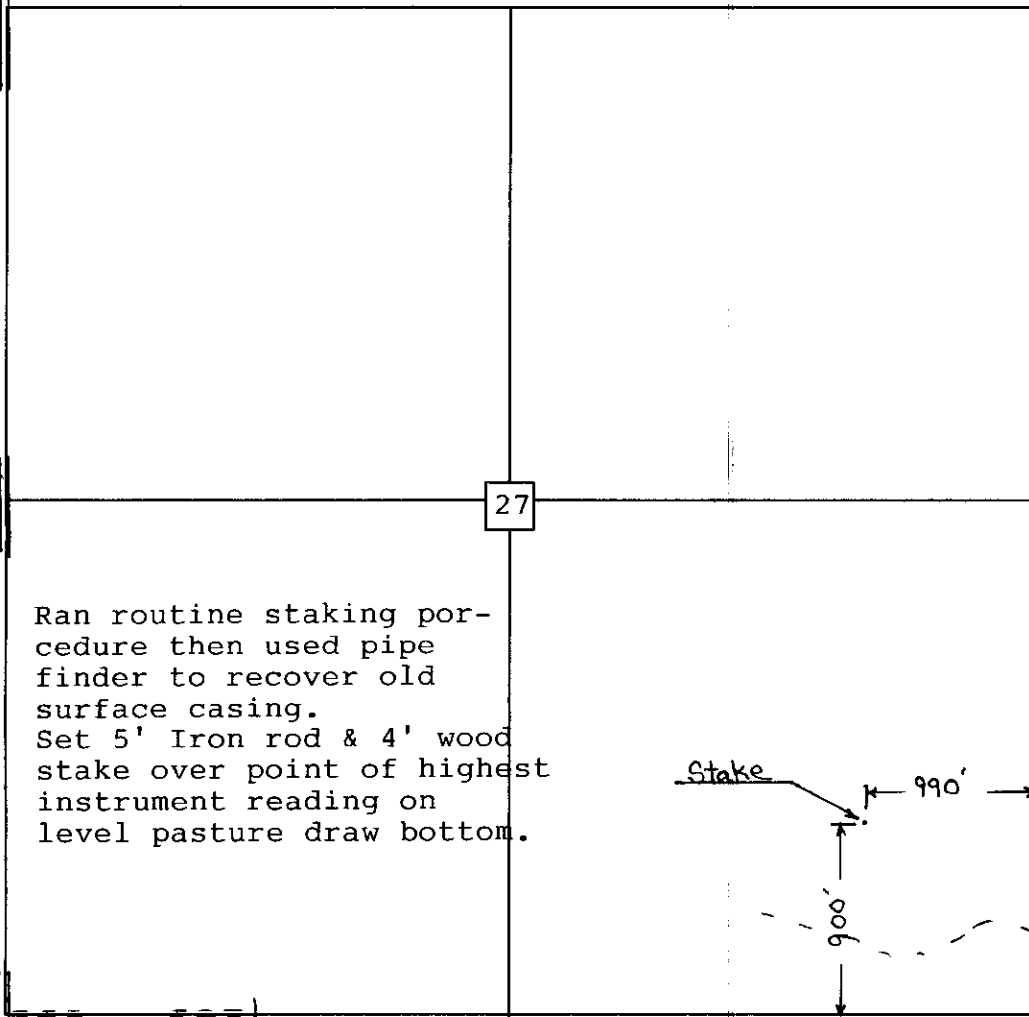 27
Ran routine staking por-
cedure then used pipe
finder to recover old
surface casing.
Set 5' Iron rod & 4' wood
stake over point of highest
instrument reading on
level pasture draw bottom.
Stake
990'
900'